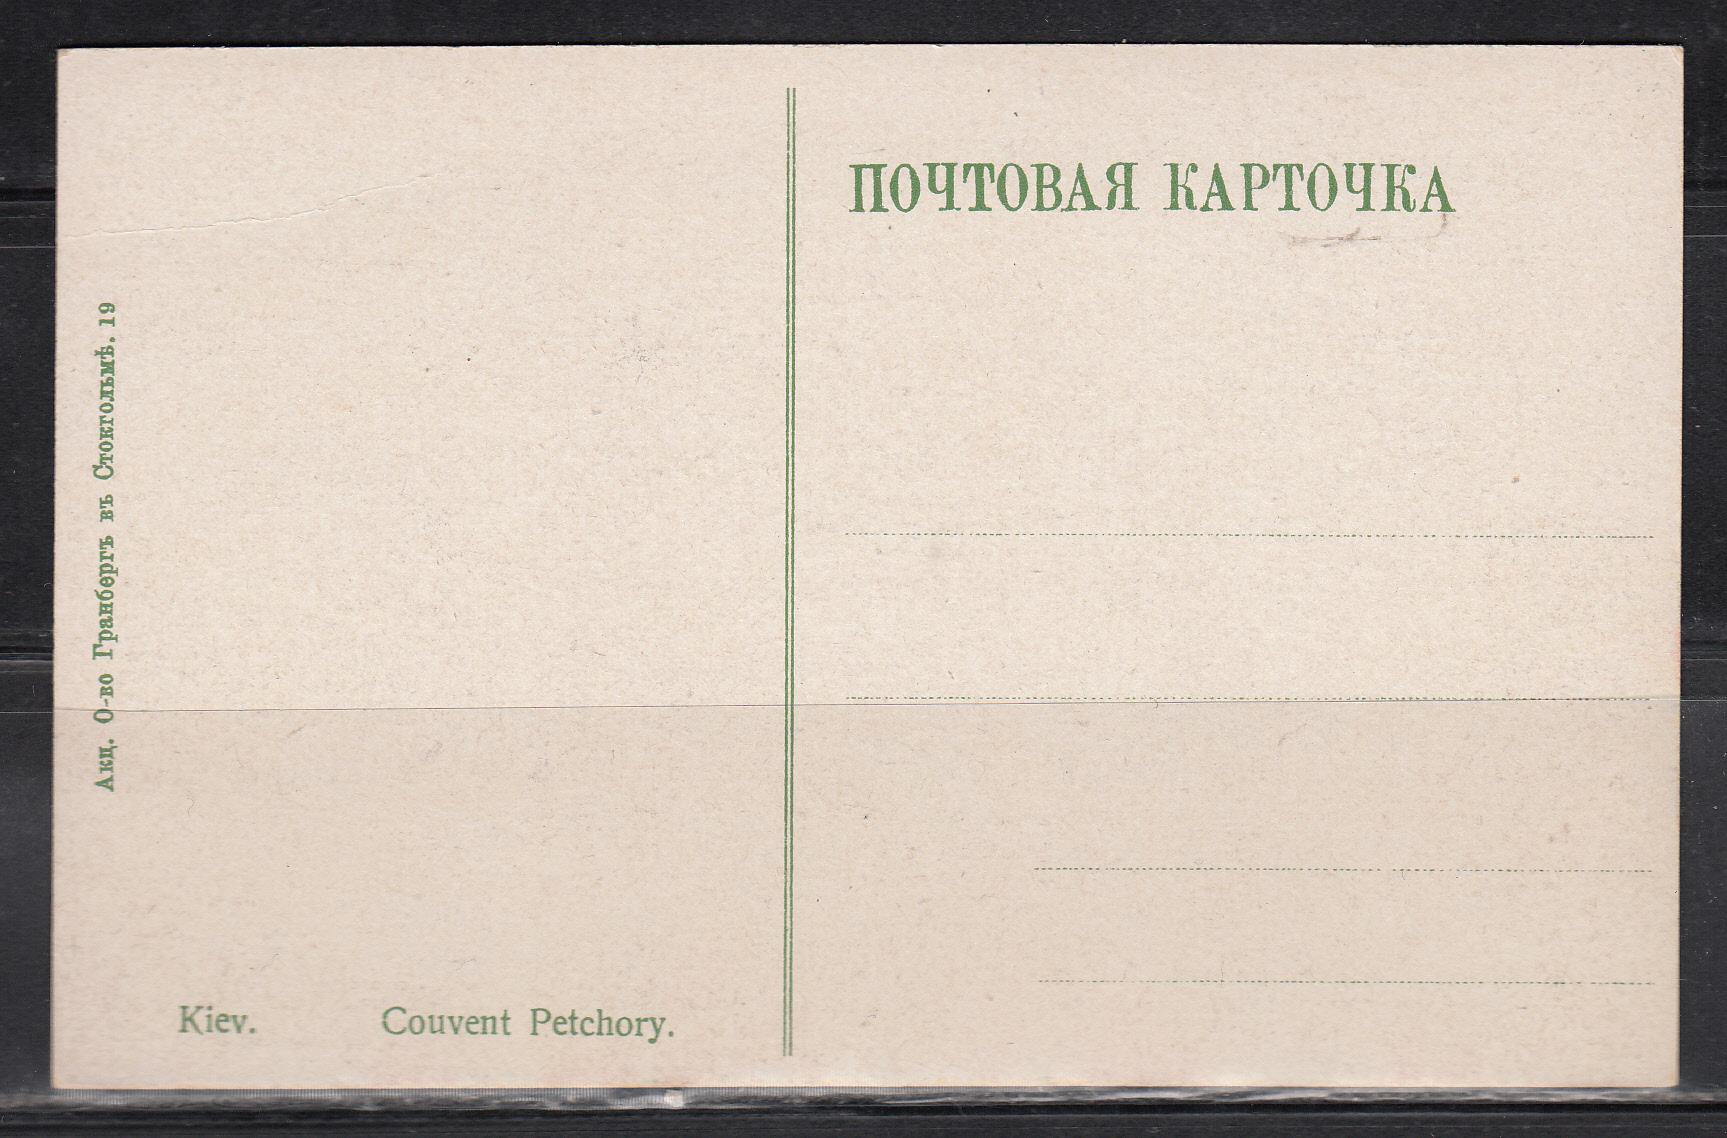 ПОЧТОВАЯ КАРТОЧКА
Акц. О-во Гранбергъ въ Стокгольмѣ. 19
Kiev. Couvent Petchory.